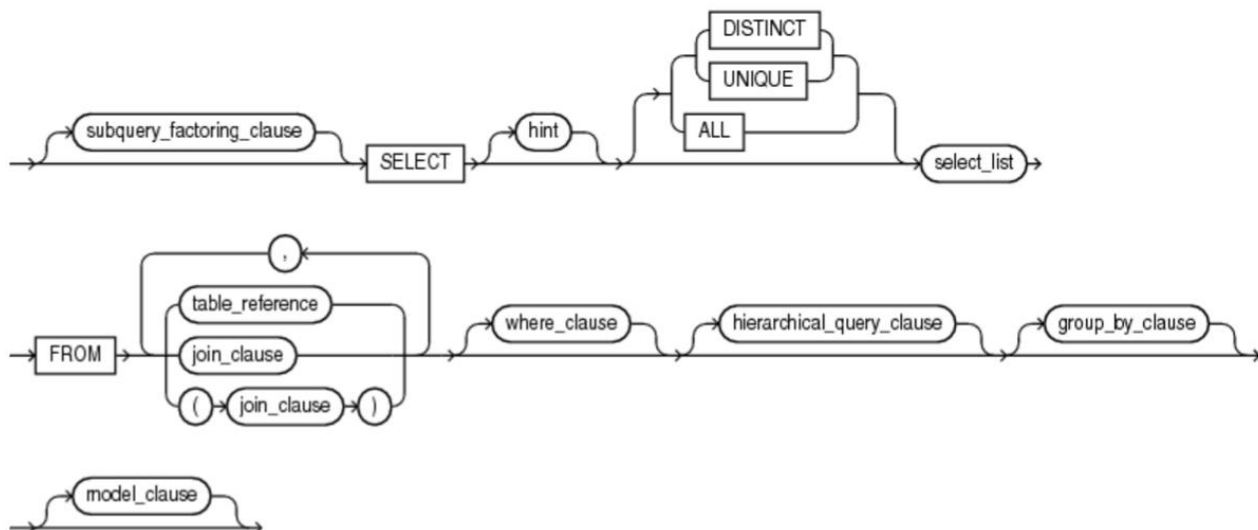 DISTINCT
UNIQUE
subquery_factoring_clause
hint
ALL
SELECT
select_list
,
table_reference
where_clause
hierarchical_query_clause
group_by_clause
FROM
join_clause
( join_clause )
model_clause